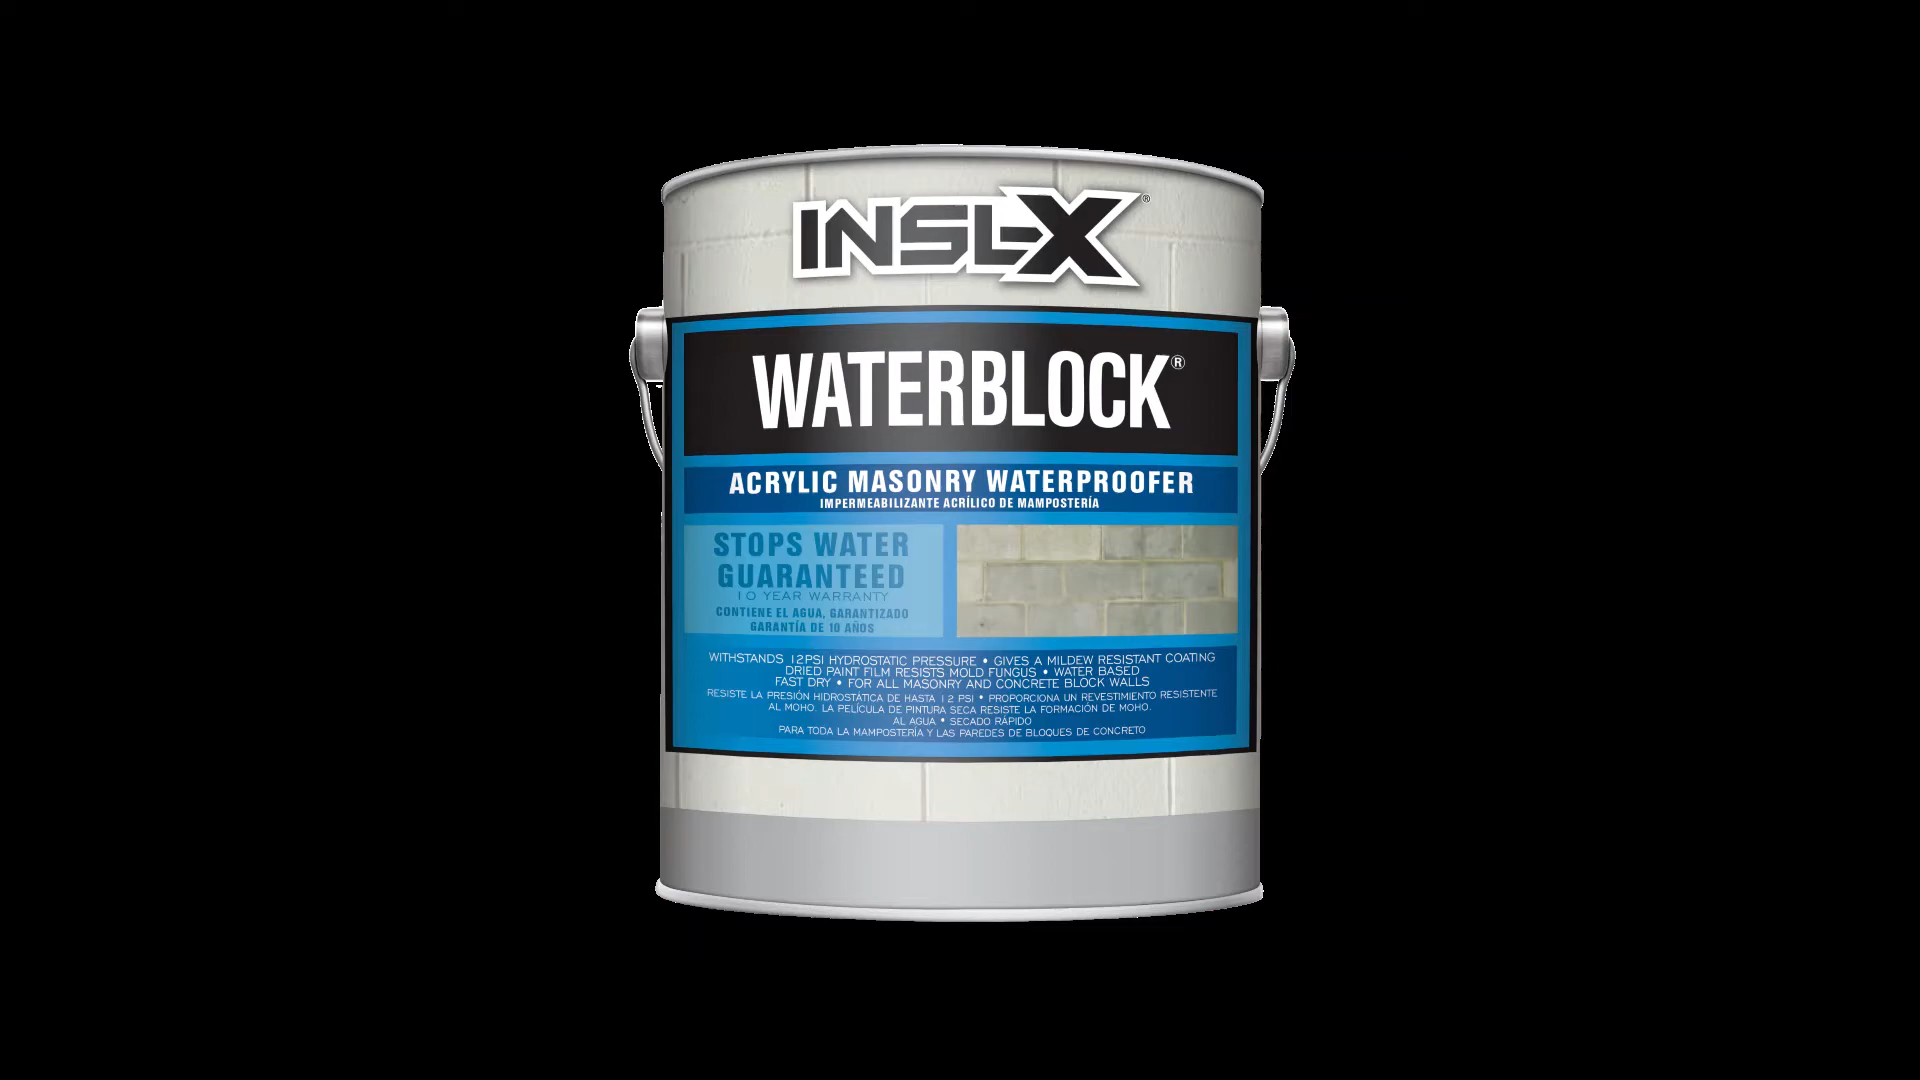 INSL-X®
WATERBLOCK®
ACRYLIC MASONRY WATERPROOFER
IMPERMEABILIZANTE ACRÍLICO DE MAMPOSTERÍA
STOPS WATER
GUARANTEED
10 YEAR WARRANTY
CONTIENE EL AGUA, GARANTIZADO
GARANTÍA DE 10 AÑOS
WITHSTANDS 12PSI HYDROSTATIC PRESSURE • GIVES A MILDEW RESISTANT COATING
DRIED PAINT FILM RESISTS MOLD FUNGUS • WATER BASED
FAST DRY • FOR ALL MASONRY AND CONCRETE BLOCK WALLS
RESISTE LA PRESIÓN HIDROSTÁTICA DE HASTA 12 PSI • PROPORCIONA UN REVESTIMIENTO RESISTENTE
AL MOHO. LA PELÍCULA DE PINTURA SECA RESISTE LA FORMACIÓN DE MOHO.
AL AGUA • SECADO RÁPIDO
PARA TODA LA MAMPOSTERÍA Y LAS PAREDES DE BLOQUES DE CONCRETO